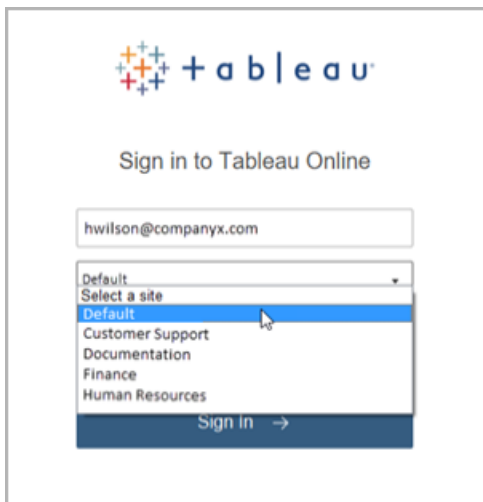 + a b | e a u
Sign in to Tableau Online
hwilson@companyx.com
Default
Select a site
Default
Customer Support
Documentation
Finance
Human Resources
Sign In →